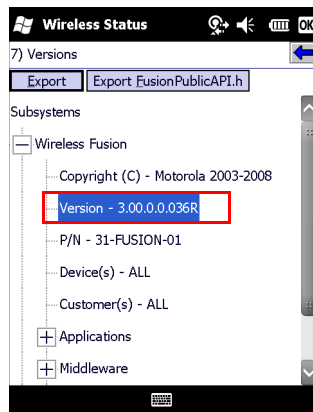 Wireless Status
OK
7) Versions
Export
Export FusionPublicAPI.h
Subsystems
Wireless Fusion
Copyright (C) - Motorola 2003-2008
Version - 3.00.0.0.036R
P/N - 31-FUSION-01
Device(s) - ALL
Customer(s) - ALL
Applications
Middleware